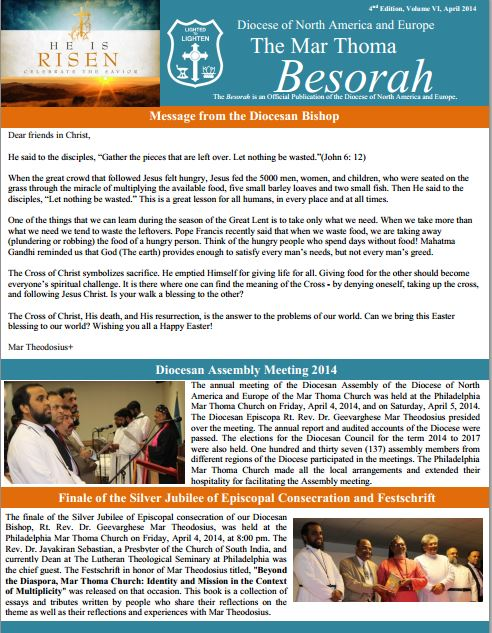 4nd Edition, Volume VI, April 2014
HE IS
RISEN
CELEBRATE THE SAVIOR
LIGHTED
TO
LIGHTEN
Diocese of North America and Europe
The Mar Thoma
Besorah
The Besorah is an Official Publication of the Diocese of North America and Europe.
Message from the Diocesan Bishop
Dear friends in Christ,
He said to the disciples, “Gather the pieces that are left over. Let nothing be wasted.”(John 6: 12)
When the great crowd that followed Jesus felt hungry, Jesus fed the 5000 men, women, and children, who were seated on the
grass through the miracle of multiplying the available food, five small barley loaves and two small fish. Then He said to the
disciples, “Let nothing be wasted.” This is a great lesson for all humans, in every place and at all times.
One of the things that we can learn during the season of the Great Lent is to take only what we need. When we take more than
what we need we tend to waste the leftovers. Pope Francis recently said that when we waste food, we are taking away
(plundering or robbing) the food of a hungry person. Think of the hungry people who spend days without food! Mahatma
Gandhi reminded us that God (The earth) provides enough to satisfy every man’s needs, but not every man’s greed.
The Cross of Christ symbolizes sacrifice. He emptied Himself for giving life for all. Giving food for the other should become
everyone’s spiritual challenge. It is there where one can find the meaning of the Cross - by denying oneself, taking up the cross,
and following Jesus Christ. Is your walk a blessing to the other?
The Cross of Christ, His death, and His resurrection, is the answer to the problems of our world. Can we bring this Easter
blessing to our world? Wishing you all a Happy Easter!
Mar Theodosius+
Diocesan Assembly Meeting 2014
The annual meeting of the Diocesan Assembly of the Diocese of North
America and Europe of the Mar Thoma Church was held at the Philadelphia
Mar Thoma Church on Friday, April 4, 2014, and on Saturday, April 5, 2014.
The Diocesan Episcopa Rt. Rev. Dr. Geevarghese Mar Theodosius presided
over the meeting. The annual report and audited accounts of the Diocese were
passed. The elections for the Diocesan Council for the term 2014 to 2017
were also held. One hundred and thirty seven (137) assembly members from
different regions of the Diocese participated in the meetings. The Philadelphia
Mar Thoma Church made all the local arrangements and extended their
hospitality for facilitating the Assembly meeting.
Finale of the Silver Jubilee of Episcopal Consecration and Festschrift
The finale of the Silver Jubilee of Episcopal consecration of our Diocesan
Bishop, Rt. Rev. Dr. Geevarghese Mar Theodosius, was held at the
Philadelphia Mar Thoma Church on Friday, April 4, 2014, at 8:00 pm. The
Rev. Dr. Jayakiran Sebastian, a Presbyter of the Church of South India, and
currently Dean at The Lutheran Theological Seminary at Philadelphia was
the chief guest. The Festschrift in honor of Mar Theodosius titled, "Beyond
the Diaspora, Mar Thoma Church: Identity and Mission in the Context
of Multiplicity" was released on that occasion. This book is a collection of
essays and tributes written by people who share their reflections on the
theme as well as their reflections and experiences with Mar Theodosius.